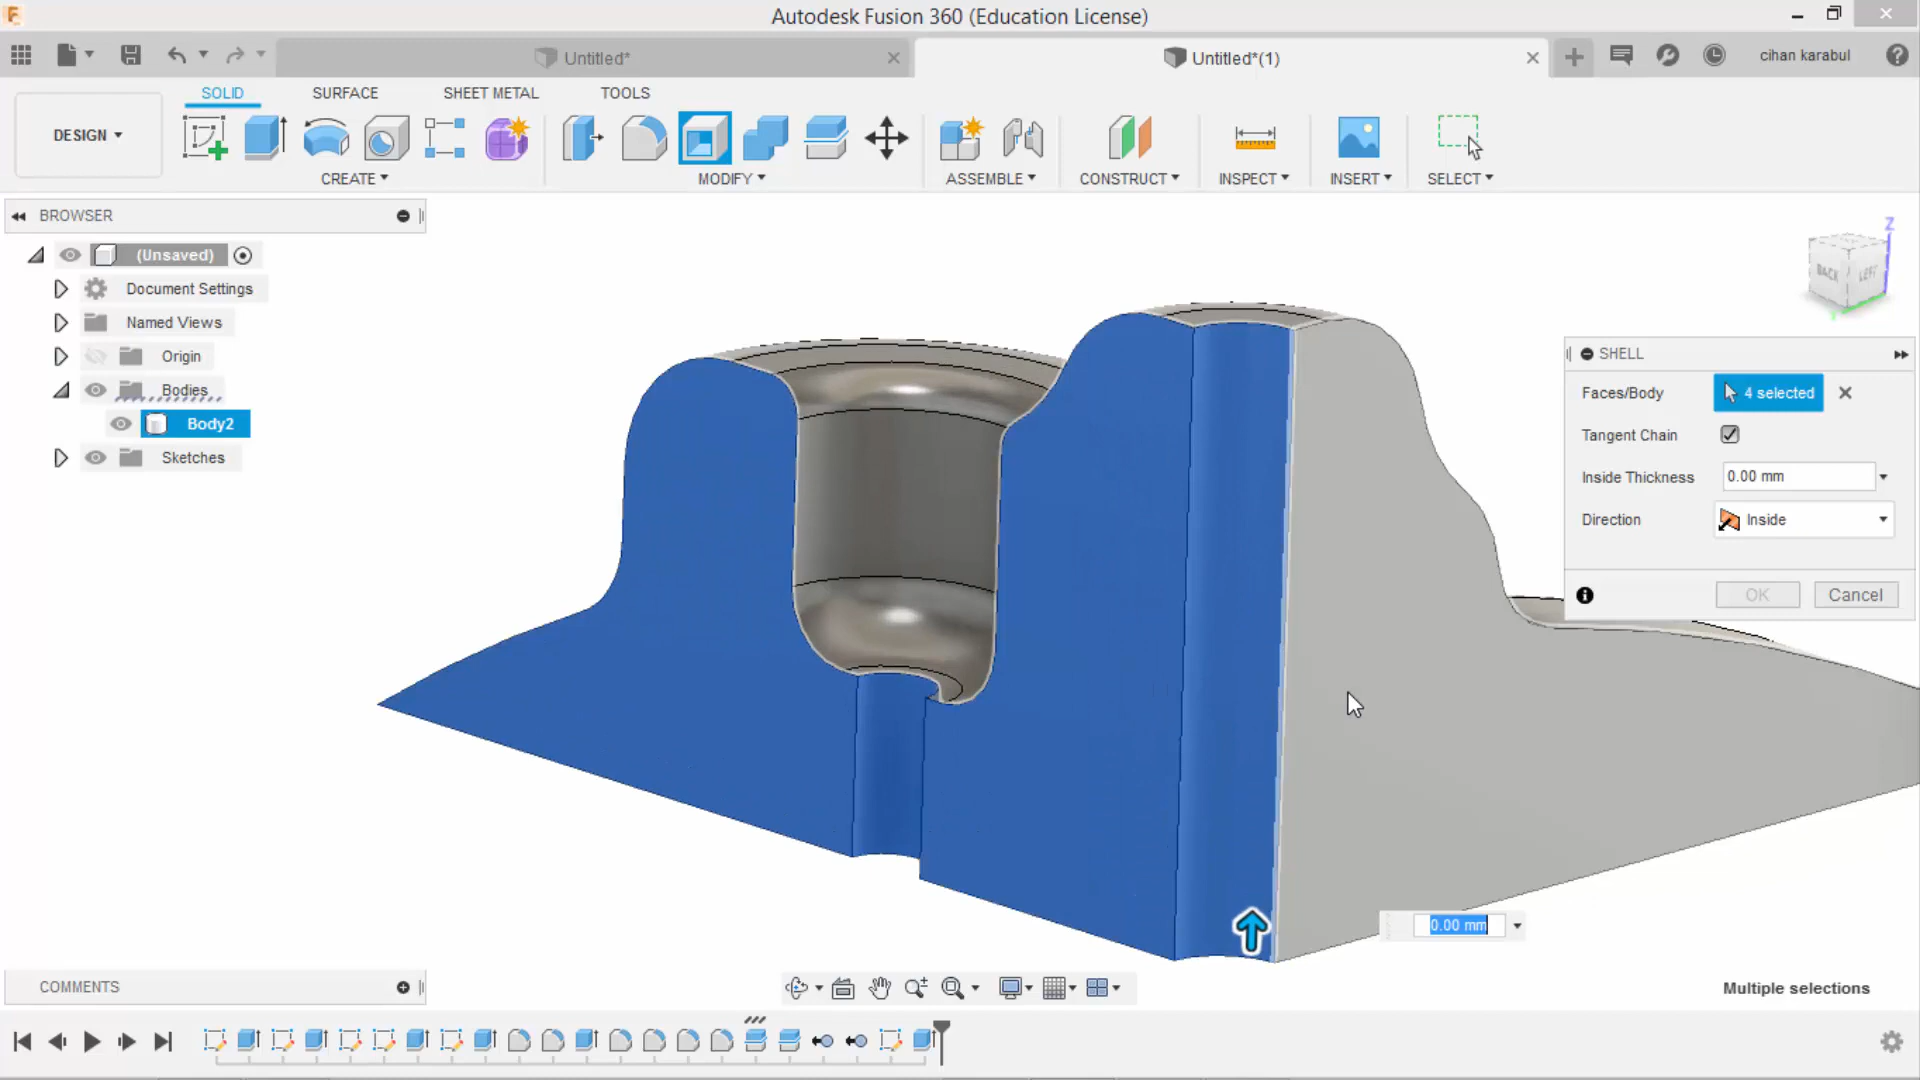 Autodesk Fusion 360 (Education License)
Untitled*
Untitled*(1)
cihan karabul
SOLID
SURFACE
SHEET METAL
TOOLS
DESIGN
CREATE
MODIFY
ASSEMBLE
CONSTRUCT
INSPECT
INSERT
SELECT
BROWSER
(Unsaved)
Document Settings
Named Views
Origin
Bodies
Body2
Sketches
Z
BACK
LEFT
SHELL
Faces/Body
4 selected
Tangent Chain
Inside Thickness
0.00 mm
Direction
Inside
OK
Cancel
0.00 mm
COMMENTS
Multiple selections